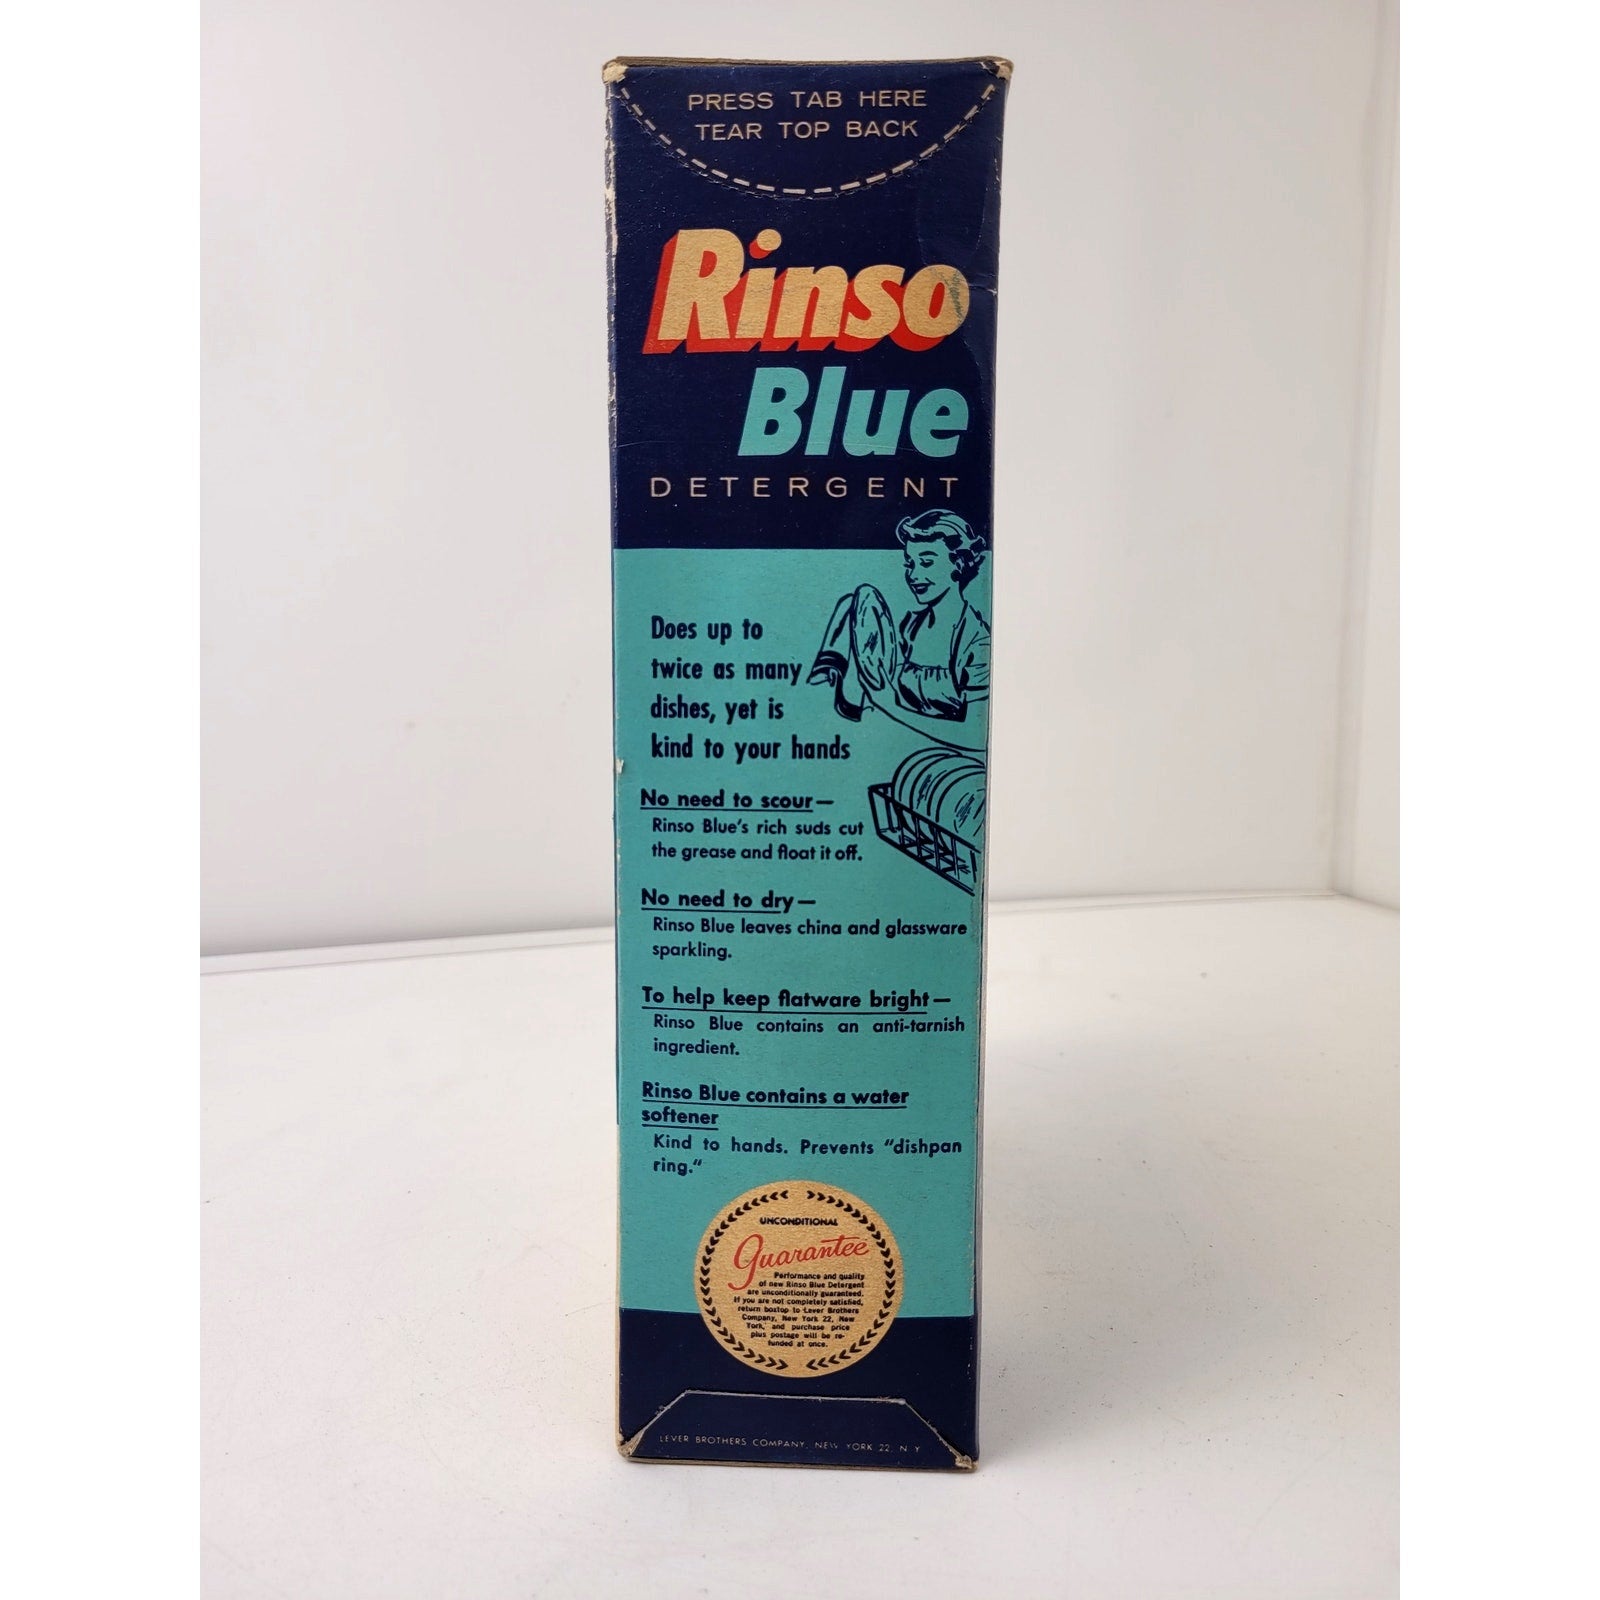 PRESS TAB HERE
TEAR TOP BACK
Rinso
Blue
DETERGENT
Does up to
twice as many
dishes, yet is
kind to your hands
No need to scour—
Rinso Blue's rich suds cut
the grease and float it off.
No need to dry—
Rinso Blue leaves china and glassware
sparkling.
To help keep flatware bright—
Rinso Blue contains an anti-tarnish
ingredient.
Rinso Blue contains a water
softener
Kind to hands. Prevents "dishpan
ring."
UNCONDITIONAL
Guarantee
Performance and quality
of new Rinso Blue Detergent
are unconditionally guaranteed.
If you are not completely satisfied,
return boxtop to Lever Brothers
Company, New York 22, New
York, and purchase price
plus postage will be re-
funded at once.
LEVER BROTHERS COMPANY, NEW YORK 22, N Y